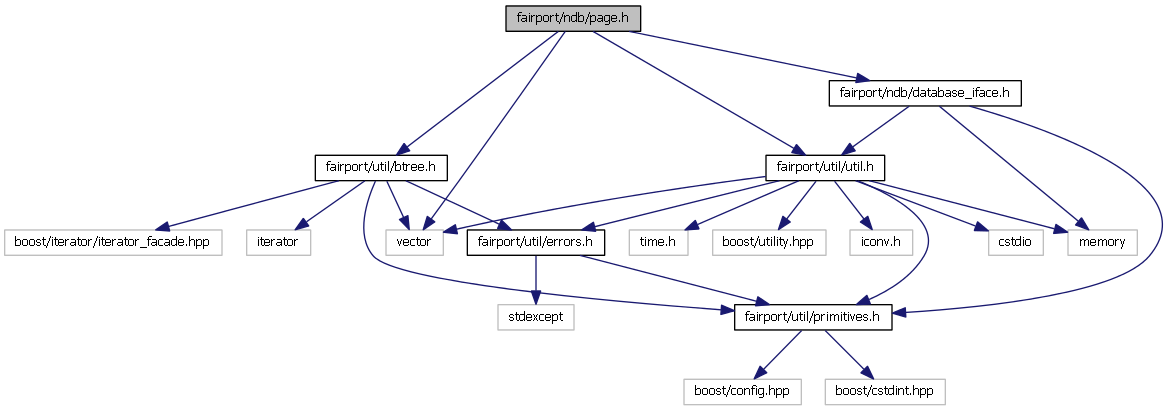 fairport/ndb/page.h
fairport/ndb/database_iface.h
fairport/util/btree.h
fairport/util/util.h
boost/iterator/iterator_facade.hpp
iterator
vector
fairport/util/errors.h
time.h
boost/utility.hpp
iconv.h
cstdio
memory
stdexcept
fairport/util/primitives.h
boost/config.hpp
boost/cstdint.hpp